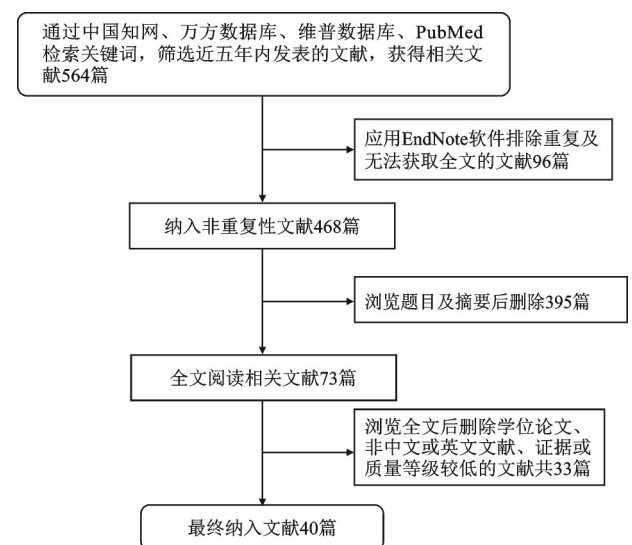 通过中国知网、万方数据库、维普数据库、PubMed
检索关键词，筛选近五年内发表的文献，获得相关文
献564篇
应用EndNote软件排除重复及
无法获取全文的文献96篇
纳入非重复性文献468篇
浏览题目及摘要后删除395篇
全文阅读相关文献73篇
浏览全文后删除学位论文、
非中文或英文文献、证据或
质量等级较低的文献共33篇
最终纳入文献40篇